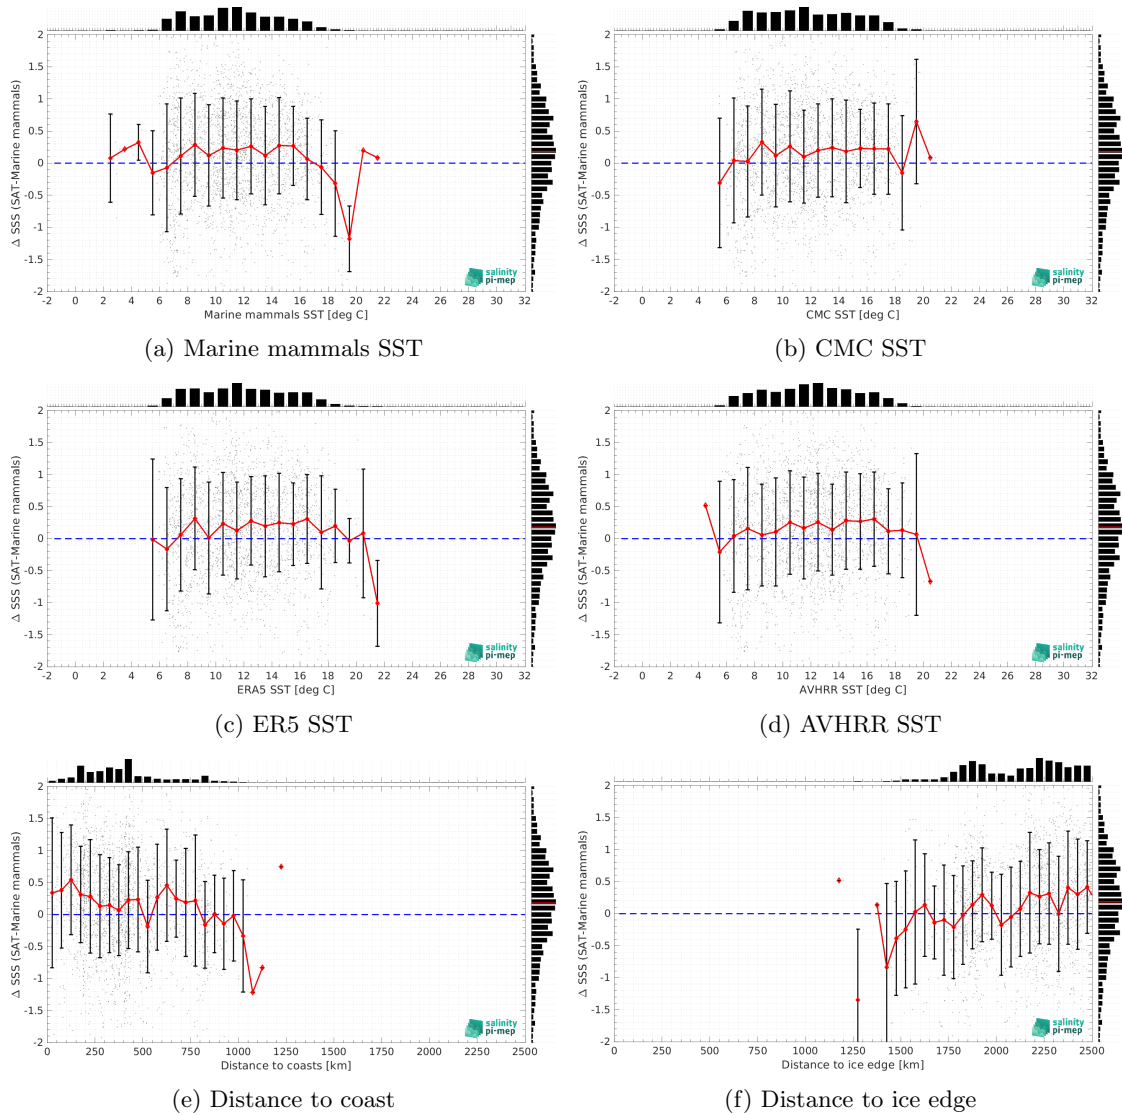 2
1.5
1
0.5
0
-0.5
-1
-1.5
-2
Δ SSS (SAT-Marine mammals)
salinity
pi-mep
-2 0 2 4 6 8 10 12 14 16 18 20 22 24 26 28 30 32
Marine mammals SST [deg C]
(a) Marine mammals SST
2
1.5
1
0.5
0
-0.5
-1
-1.5
-2
Δ SSS (SAT-Marine mammals)
salinity
pi-mep
-2 0 2 4 6 8 10 12 14 16 18 20 22 24 26 28 30 32
CMC SST [deg C]
(b) CMC SST
2
1.5
1
0.5
0
-0.5
-1
-1.5
-2
Δ SSS (SAT-Marine mammals)
salinity
pi-mep
-2 0 2 4 6 8 10 12 14 16 18 20 22 24 26 28 30 32
ERA5 SST [deg C]
(c) ER5 SST
2
1.5
1
0.5
0
-0.5
-1
-1.5
-2
Δ SSS (SAT-Marine mammals)
salinity
pi-mep
-2 0 2 4 6 8 10 12 14 16 18 20 22 24 26 28 30 32
AVHRR SST [deg C]
(d) AVHRR SST
2
1.5
1
0.5
0
-0.5
-1
-1.5
-2
Δ SSS (SAT-Marine mammals)
salinity
pi-mep
0 250 500 750 1000 1250 1500 1750 2000 2250 2500
Distance to coasts [km]
(e) Distance to coast
2
1.5
1
0.5
0
-0.5
-1
-1.5
-2
Δ SSS (SAT-Marine mammals)
salinity
pi-mep
0 250 500 750 1000 1250 1500 1750 2000 2250 2500
Distance to ice edge [km]
(f) Distance to ice edge